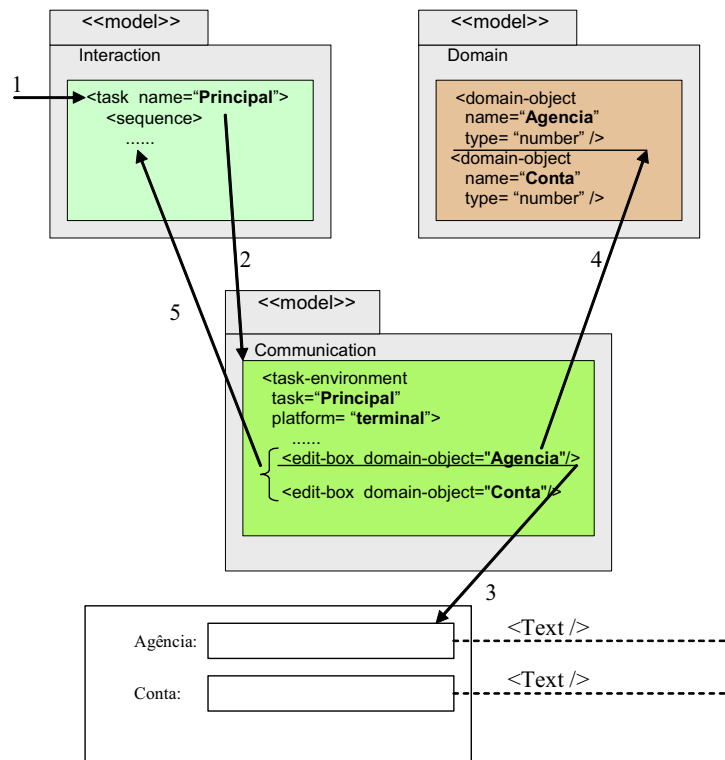 <<model>>
Interaction
1
<task name=“Principal”>
<sequence>
......
<<model>>
Domain
<domain-object
name=“Agencia”
type= “number” />
<domain-object
name=“Conta”
type= “number” />
2
4
5
<<model>>
Communication
<task-environment
task=“Principal”
platform= “terminal”>
......
<edit-box domain-object="Agencia"/>
<edit-box domain-object="Conta"/>
3
Agência:
<Text />
Conta:
<Text />